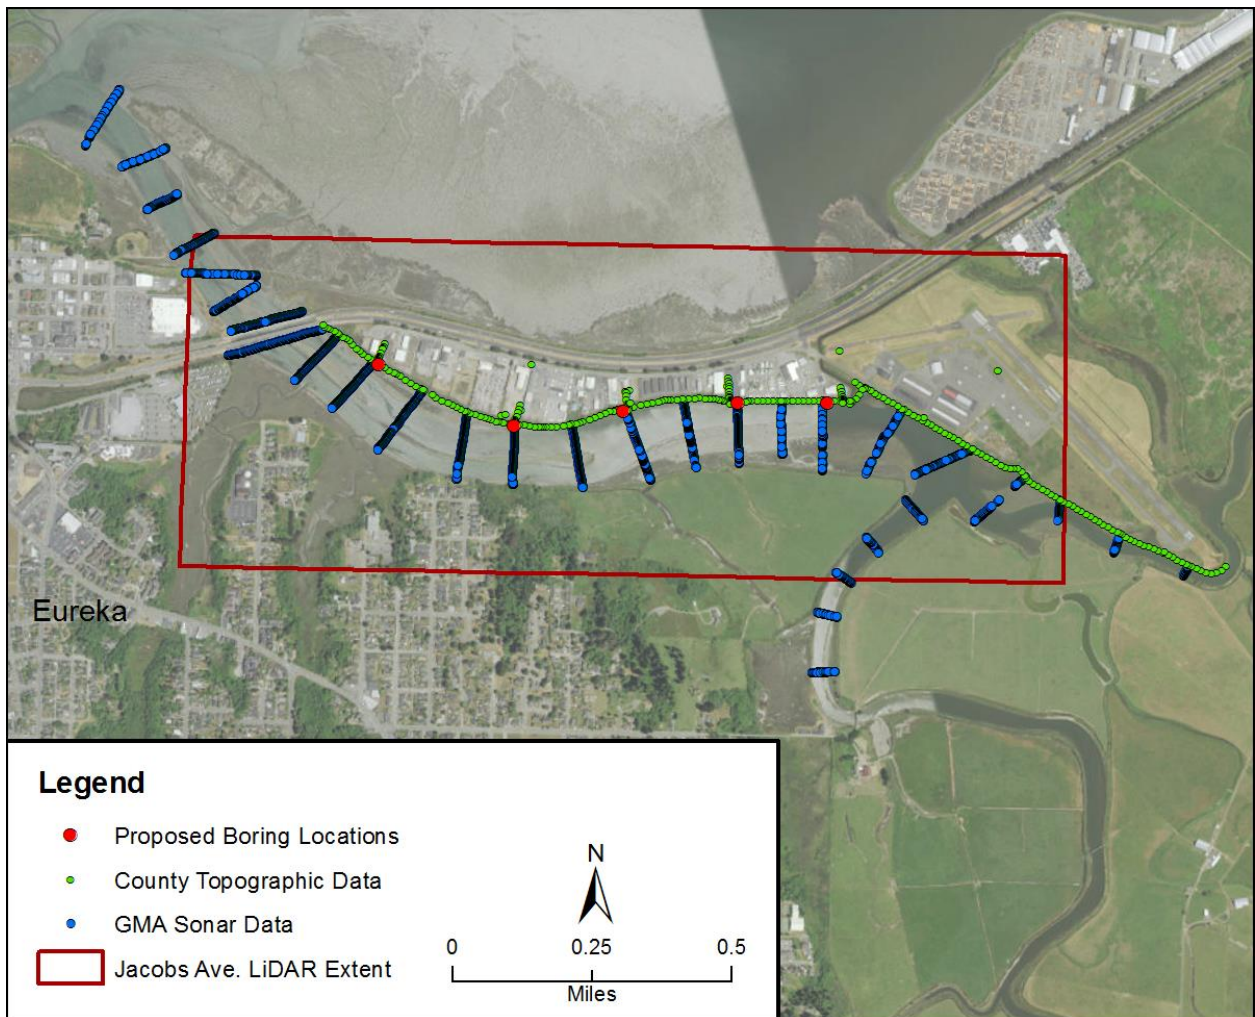 Eureka
Legend
Proposed Boring Locations
County Topographic Data
GMA Sonar Data
Jacobs Ave. LiDAR Extent
N
0 0.25 0.5
Miles